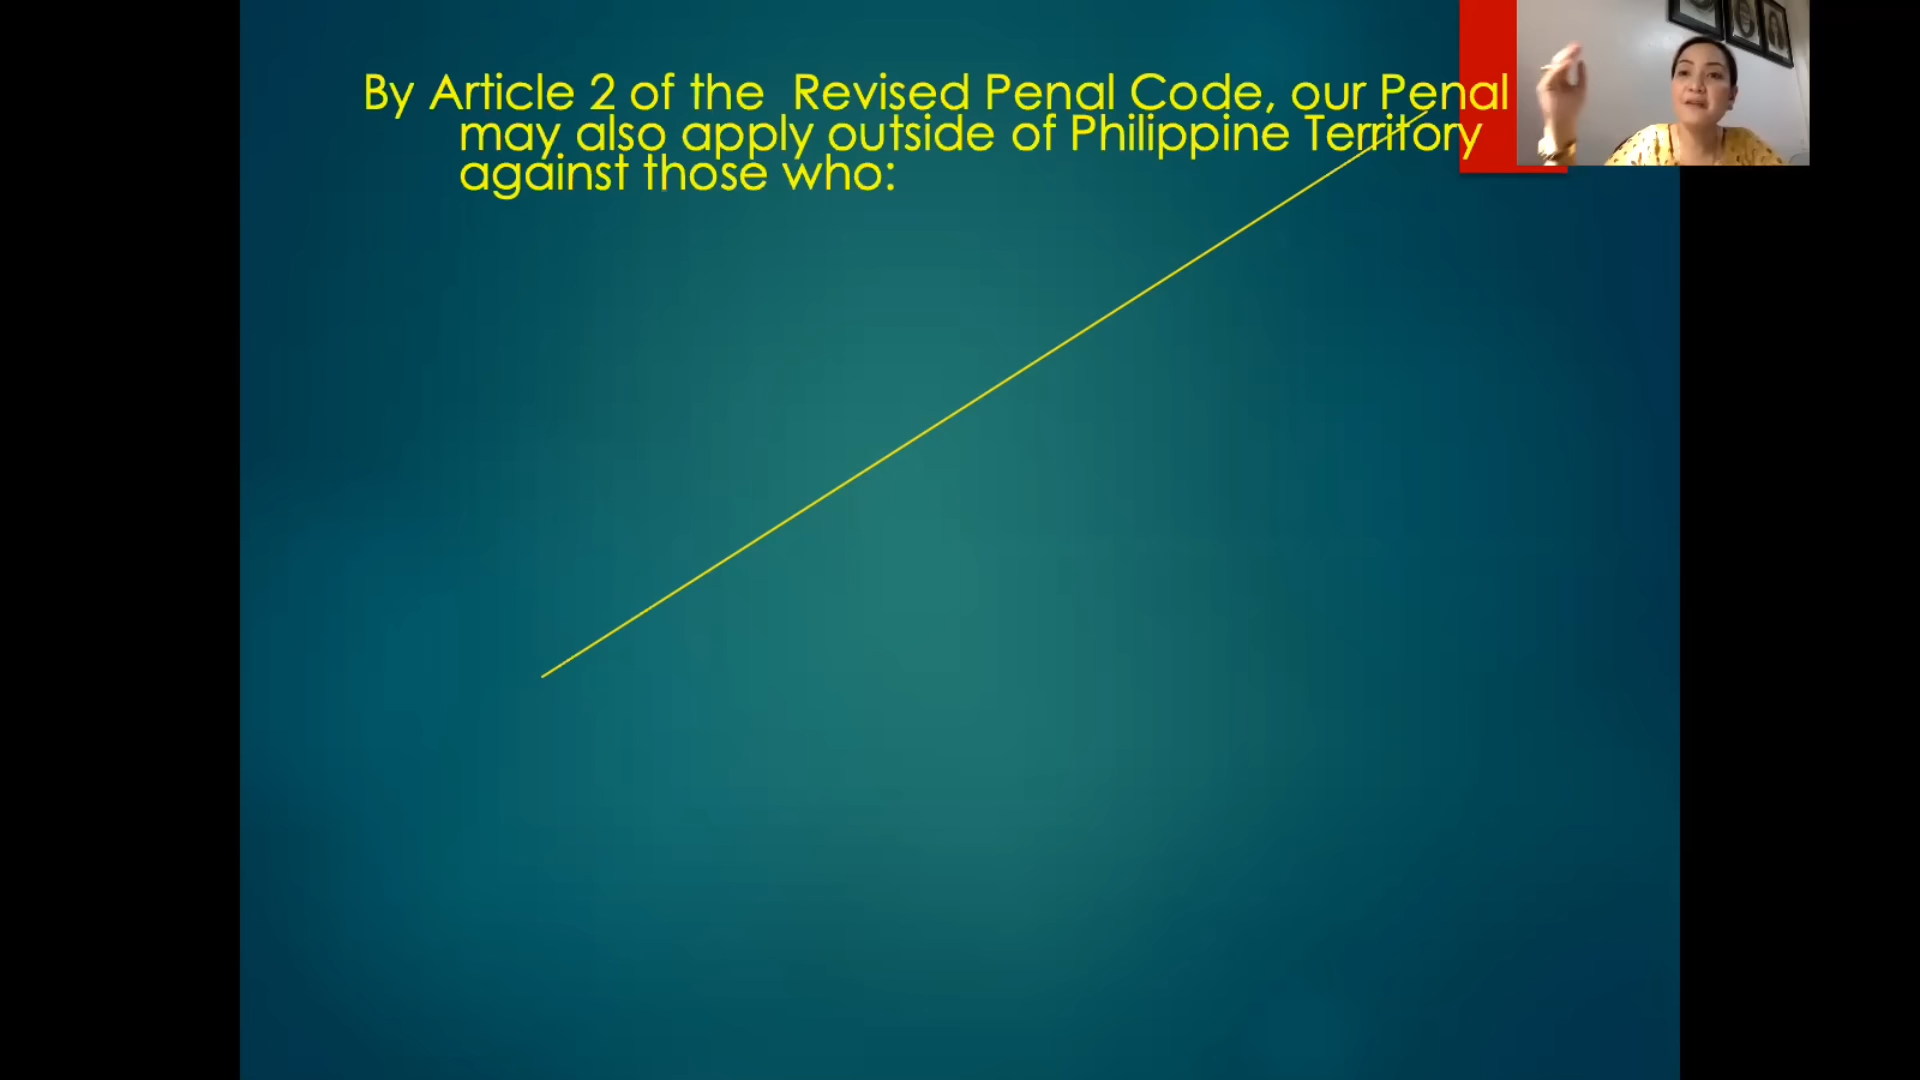 By Article 2 of the Revised Penal Code, our Penal
may also apply outside of Philippine Territory
against those who: